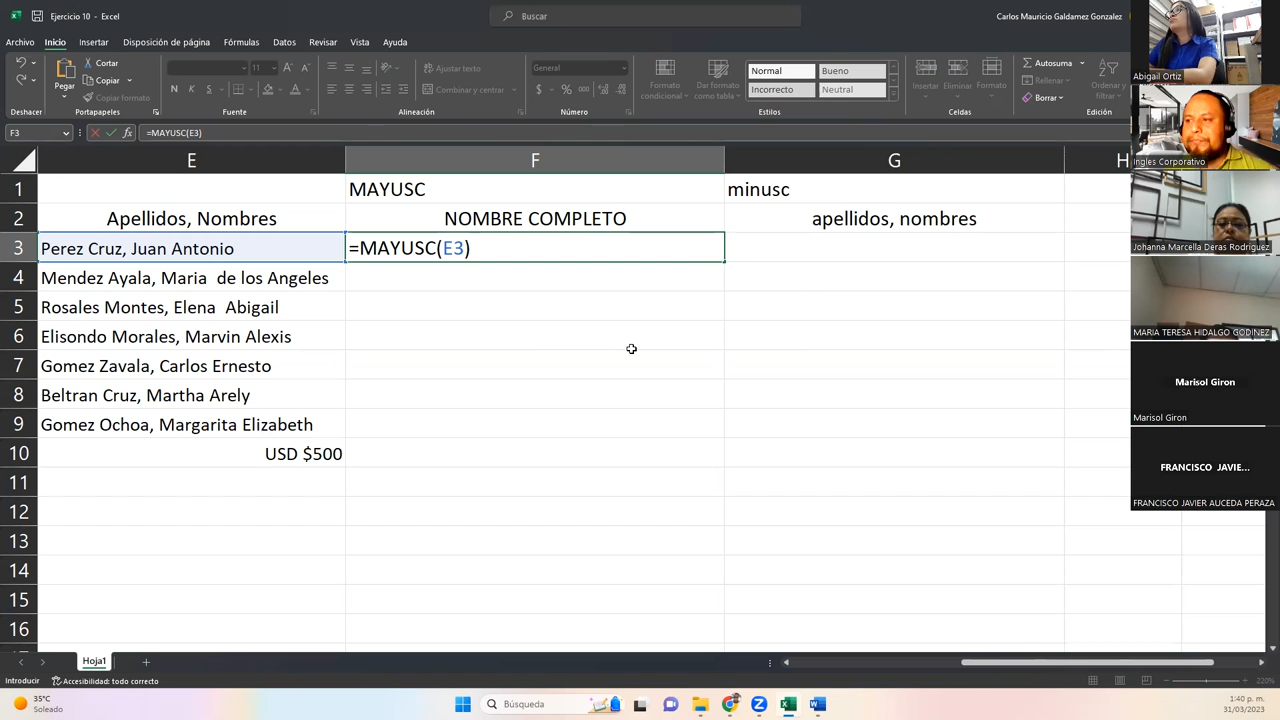 Ejercicio 10 - Excel
Buscar
Carlos Mauricio Galdamez Gonzalez
Archivo Inicio Insertar Disposición de página Fórmulas Datos Revisar Vista Ayuda
Pegar
Cortar
Copiar
Copiar formato
Portapapeles
11
N K S
Fuente
Ajustar texto
Combinar y centrar
Alineación
General
$ % 000
Número
Formato condicional
Dar formato como tabla
Normal Bueno
Incorrecto Neutral
Estilos
Insertar Eliminar Formato
Celdas
Autosuma
Rellenar
Borrar
Ordenar y filtrar
Edición
F3 fx =MAYUSC(E3)
E F G H
1 MAYUSC minusc
2 Apellidos, Nombres NOMBRE COMPLETO apellidos, nombres
3 Perez Cruz, Juan Antonio =MAYUSC(E3)
4 Mendez Ayala, Maria  de los Angeles
5 Rosales Montes, Elena  Abigail
6 Elisondo Morales, Marvin Alexis
7 Gomez Zavala, Carlos Ernesto
8 Beltran Cruz, Martha Arely
9 Gomez Ochoa, Margarita Elizabeth
10 USD $500
11
12
13
14
15
16
Hoja1
Introducir
Accesibilidad: todo correcto
220%
35°C
Soleado
Búsqueda
1:40 p. m.
31/03/2023
Abigail Ortiz
Ingles Corporativo
Johanna Marcella Deras Rodriguez
MARIA TERESA HIDALGO GODINEZ
Marisol Giron
Marisol Giron
FRANCISCO JAVIE...
FRANCISCO JAVIER AUCEDA PERAZA